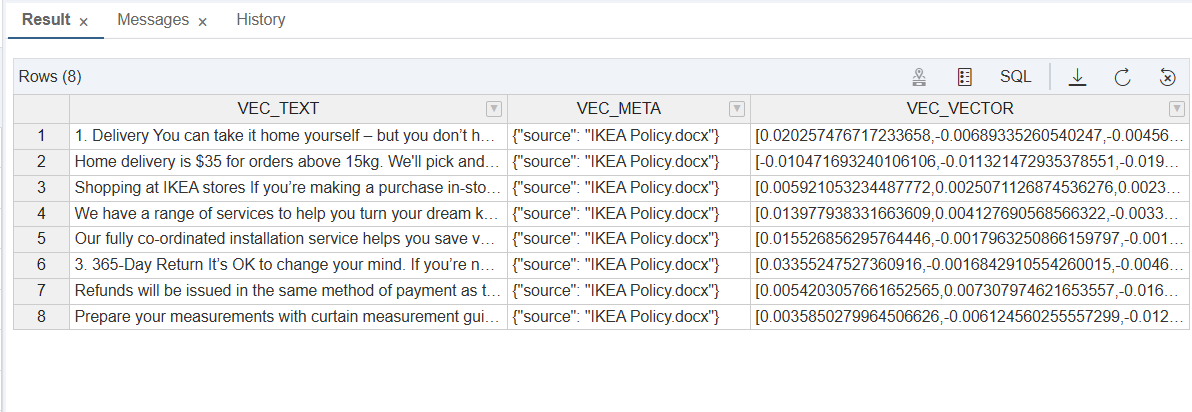 Result × Messages × History
Rows (8) SQL
VEC_TEXT VEC_META VEC_VECTOR
1 1. Delivery You can take it home yourself – but you don’t h... {"source": "IKEA Policy.docx"} [0.020257476717233658,-0.00689335260540247,-0.00456...
2 Home delivery is $35 for orders above 15kg. We'll pick and... {"source": "IKEA Policy.docx"} [-0.010471693240106106,-0.011321472935378551,-0.019...
3 Shopping at IKEA stores If you’re making a purchase in-sto... {"source": "IKEA Policy.docx"} [0.005921053234487772,0.0025071126874536276,0.0023...
4 We have a range of services to help you turn your dream k... {"source": "IKEA Policy.docx"} [0.013977938331663609,0.004127690568566322,-0.0033...
5 Our fully co-ordinated installation service helps you save v... {"source": "IKEA Policy.docx"} [0.015526856295764446,-0.0017963250866159797,-0.001...
6 3. 365-Day Return It’s OK to change your mind. If you’re n... {"source": "IKEA Policy.docx"} [0.03355247527360916,-0.0016842910554260015,-0.0046...
7 Refunds will be issued in the same method of payment as t... {"source": "IKEA Policy.docx"} [0.0054203057661652565,0.007307974621653557,-0.016...
8 Prepare your measurements with curtain measurement gui... {"source": "IKEA Policy.docx"} [0.0035850279964506626,-0.006124560255557299,-0.012...